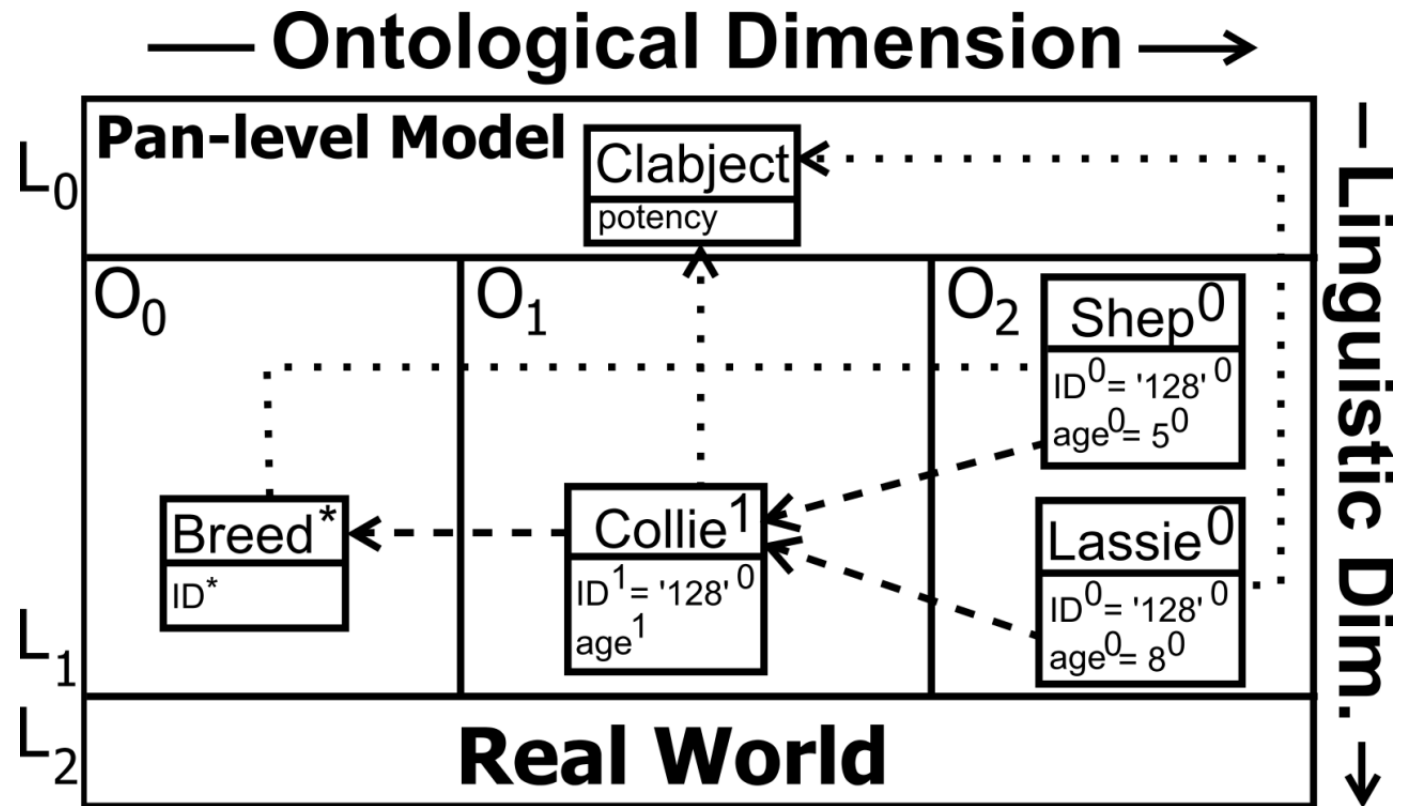 Ontological Dimension
Linguistic Dim.
L0
Pan-level Model
Clabject
potency
O0
O1
O2
Shep0
ID0= '128'0
age0= 50
Breed*
ID*
Collie1
ID1= '128'0
age1
Lassie0
ID0= '128'0
age0= 80
L1
L2
Real World